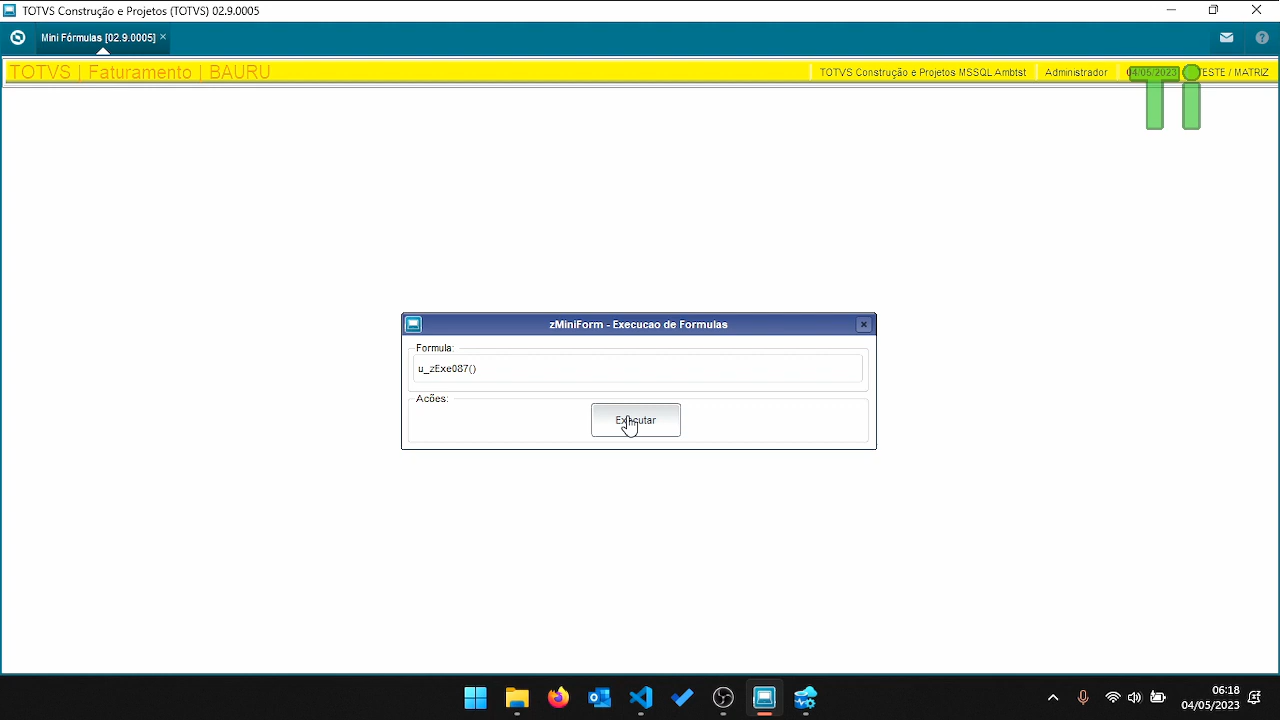 TOTVS Construção e Projetos (TOTVS) 02.9.0005
Mini Fórmulas [02.9.0005]
TOTVS | Faturamento | BAURU
TOTVS Construção e Projetos MSSQL Ambtst
Administrador
04/05/2023
TESTE / MATRIZ
Ti
zMiniForm - Execucao de Formulas
Formula:
u_zExe087()
Acões:
Executar
06:18
04/05/2023